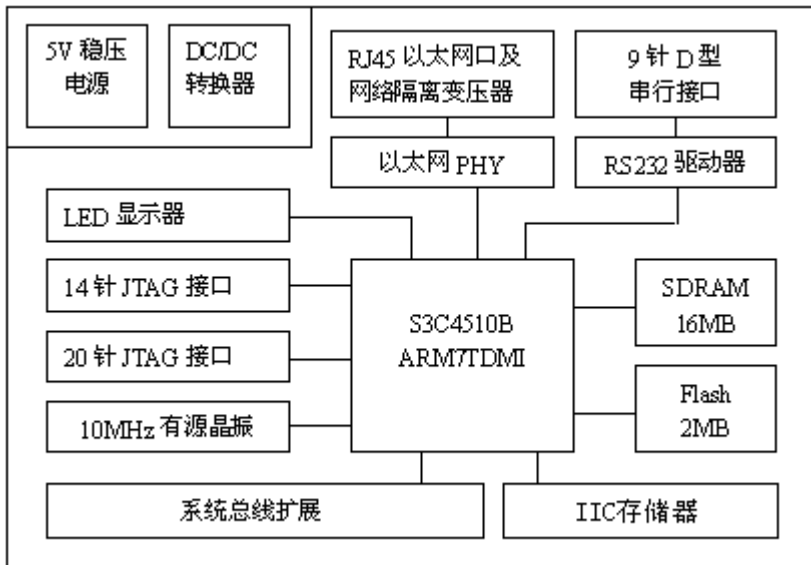 5V 稳压
电源
DC/DC
转换器
RJ45 以太网口及
网络隔离变压器
9 针 D 型
串行接口
以太网 PHY
RS232 驱动器
LED 显示器
14 针 JTAG 接口
20 针 JTAG 接口
10MHz 有源晶振
S3C4510B
ARM7TDMI
SDRAM
16MB
Flash
2MB
系统总线扩展
IIC存储器